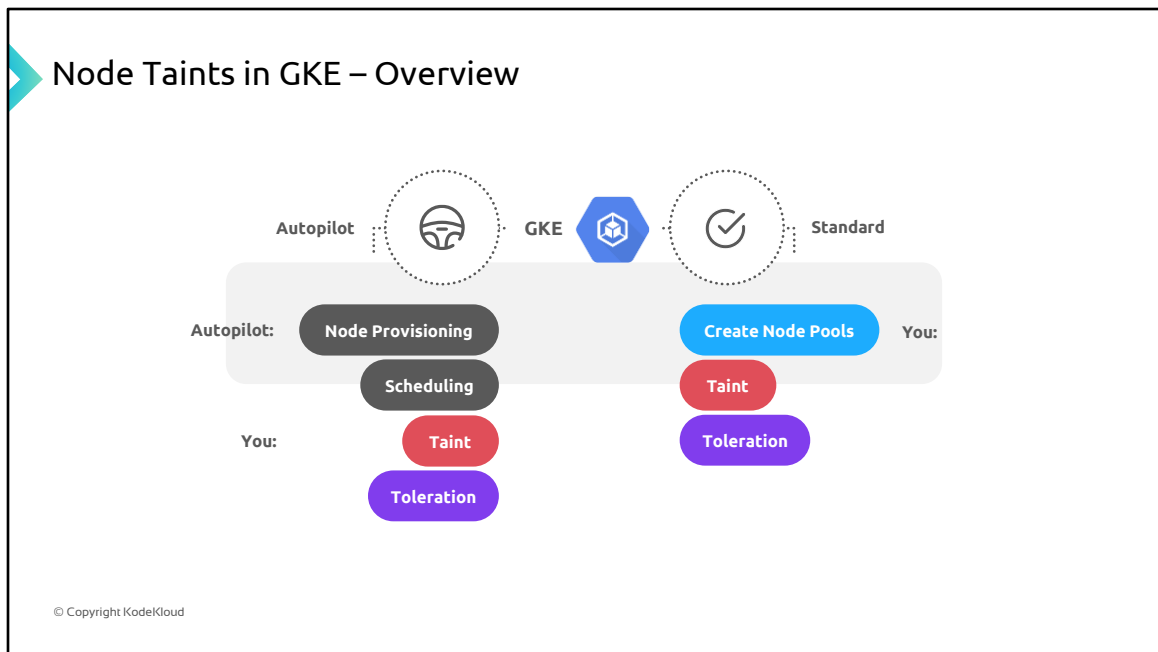 Node Taints in GKE – Overview
Autopilot
GKE
Standard
Autopilot:
Node Provisioning
Scheduling
You:
Taint
Toleration
Create Node Pools
You:
Taint
Toleration
© Copyright KodeKloud